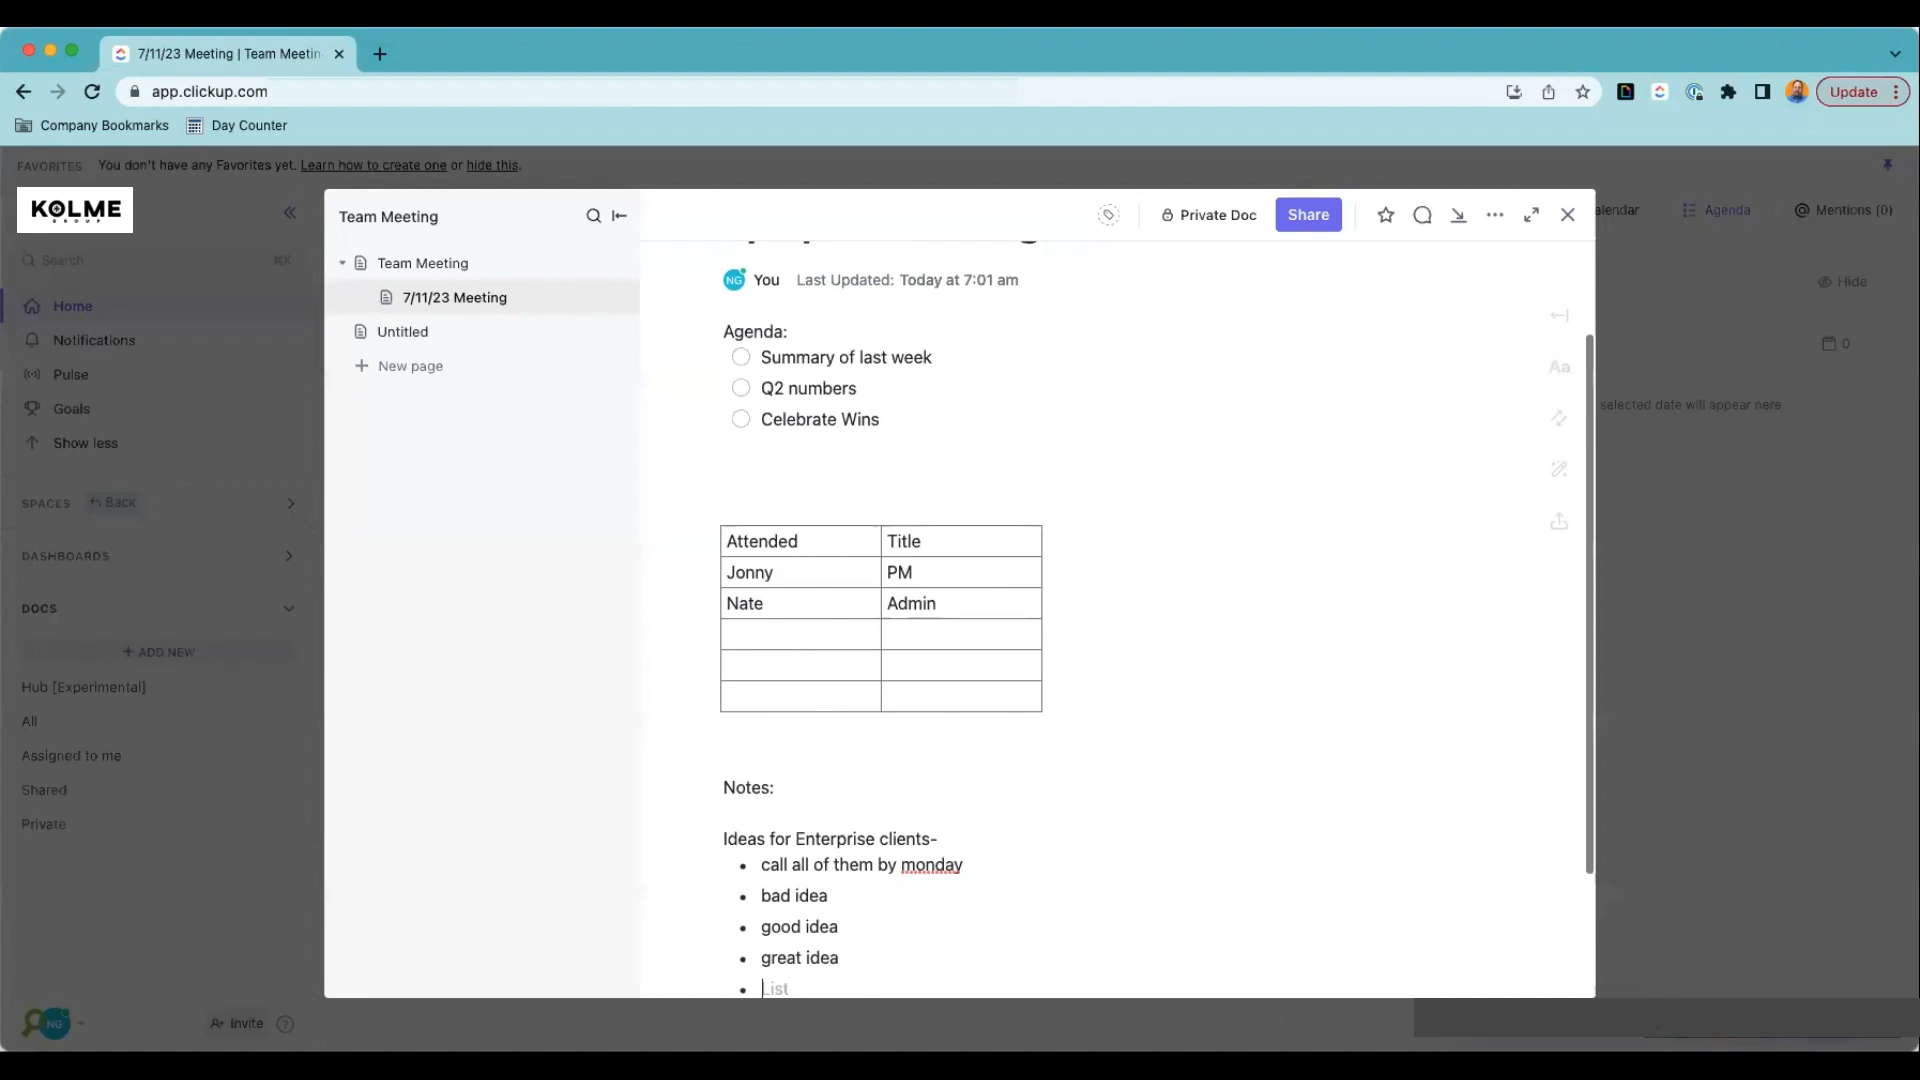 7/11/23 Meeting | Team Meetin
app.clickup.com
Update
Company Bookmarks
Day Counter
FAVORITES You don't have any Favorites yet. Learn how to create one or hide this.
KOLME
GROUP
Search ⌘K
Home
Notifications
Pulse
Goals
Show less
SPACES Back
DASHBOARDS
DOCS
+ ADD NEW
Hub [Experimental]
All
Assigned to me
Shared
Private
NG
Invite
?
Team Meeting
Team Meeting
7/11/23 Meeting
Untitled
+ New page
Private Doc
Share
NG You Last Updated: Today at 7:01 am
Agenda:
Summary of last week
Q2 numbers
Celebrate Wins
Attended Title
Jonny PM
Nate Admin
Notes:
Ideas for Enterprise clients-
• call all of them by monday
• bad idea
• good idea
• great idea
• List
Aa
alendar
Agenda
@ Mentions (0)
Hide
0
selected date will appear here